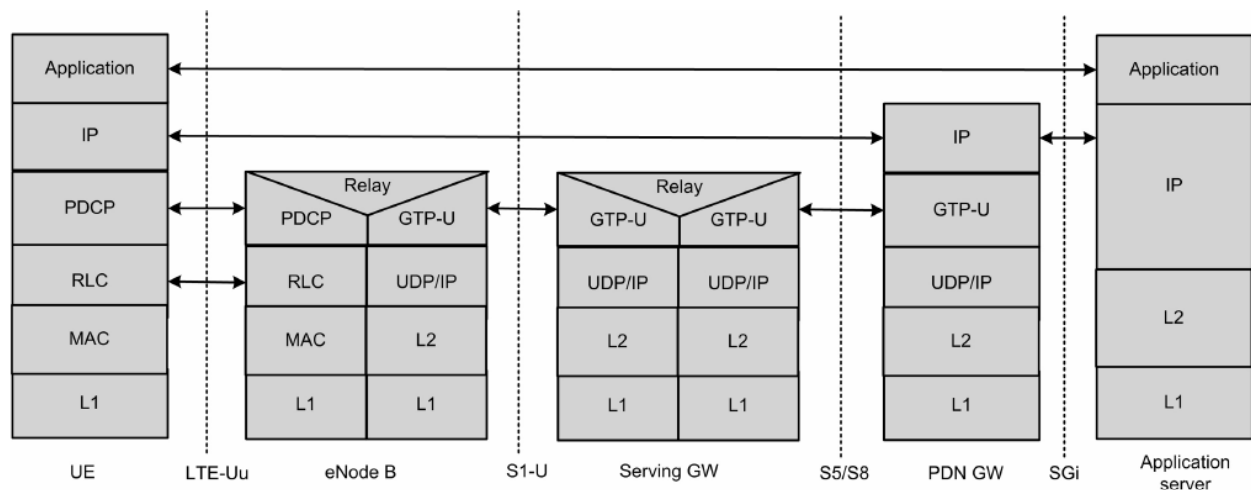 Application
Application
IP
IP
IP
Relay
Relay
PDCP
PDCP
GTP-U
GTP-U
GTP-U
GTP-U
RLC
RLC
UDP/IP
UDP/IP
UDP/IP
UDP/IP
MAC
MAC
L2
L2
L2
L2
L2
L1
L1
L1
L1
L1
L1
L1
UE
LTE-Uu
eNode B
S1-U
Serving GW
S5/S8
PDN GW
SGi
Application
server